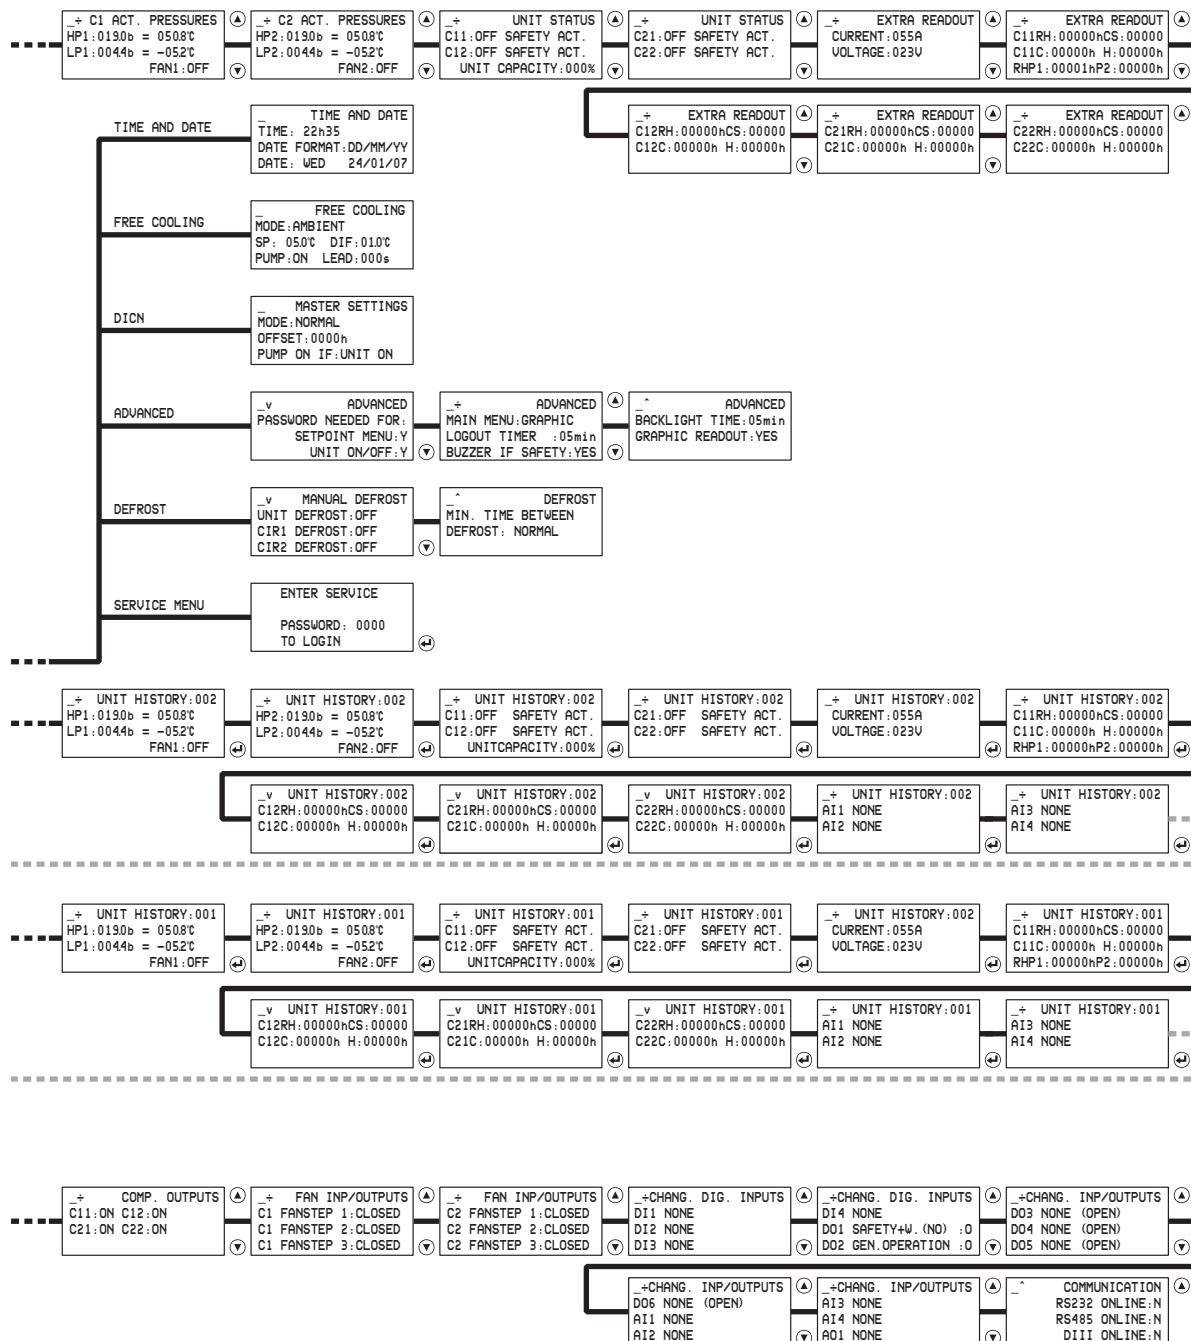 _÷ C1 ACT. PRESSURES
HP1:019.0b = 050.8°C
LP1:004.4b = -05.2°C
FAN1:OFF
_÷ C2 ACT. PRESSURES
HP2:019.0b = 050.8°C
LP2:004.4b = -05.2°C
FAN2:OFF
_÷ UNIT STATUS
C11:OFF SAFETY ACT.
C12:OFF SAFETY ACT.
UNIT CAPACITY:000%
_÷ UNIT STATUS
C21:OFF SAFETY ACT.
C22:OFF SAFETY ACT.
_÷ EXTRA READOUT
CURRENT:055A
VOLTAGE:023V
_÷ EXTRA READOUT
C11RH:00000hCS:00000
C11C:00000h H:00000h
RHP1:00001hP2:00000h
_÷ EXTRA READOUT
C12RH:00000hCS:00000
C12C:00000h H:00000h
_÷ EXTRA READOUT
C21RH:00000hCS:00000
C21C:00000h H:00000h
_÷ EXTRA READOUT
C22RH:00000hCS:00000
C22C:00000h H:00000h
TIME AND DATE
_ TIME AND DATE
TIME: 22h35
DATE FORMAT:DD/MM/YY
DATE: WED 24/01/07
FREE COOLING
_ FREE COOLING
MODE:AMBIENT
SP: 05.0°C DIF:01.0°C
PUMP:ON LEAD:000s
DICN
_ MASTER SETTINGS
MODE:NORMAL
OFFSET:0000h
PUMP ON IF:UNIT ON
ADVANCED
_v ADVANCED
PASSWORD NEEDED FOR:
SETPOINT MENU:Y
UNIT ON/OFF:Y
_÷ ADVANCED
MAIN MENU:GRAPHIC
LOGOUT TIMER :05min
BUZZER IF SAFETY:YES
_^ ADVANCED
BACKLIGHT TIME:05min
GRAPHIC READOUT:YES
DEFROST
_v MANUAL DEFROST
UNIT DEFROST:OFF
CIR1 DEFROST:OFF
CIR2 DEFROST:OFF
_^ DEFROST
MIN. TIME BETWEEN
DEFROST: NORMAL
SERVICE MENU
ENTER SERVICE
PASSWORD: 0000
TO LOGIN
_÷ UNIT HISTORY:002
HP1:019.0b = 050.8°C
LP1:004.4b = -05.2°C
FAN1:OFF
_÷ UNIT HISTORY:002
HP2:019.0b = 050.8°C
LP2:004.4b = -05.2°C
FAN2:OFF
_÷ UNIT HISTORY:002
C11:OFF SAFETY ACT.
C12:OFF SAFETY ACT.
UNITCAPACITY:000%
_÷ UNIT HISTORY:002
C21:OFF SAFETY ACT.
C22:OFF SAFETY ACT.
_÷ UNIT HISTORY:002
CURRENT:055A
VOLTAGE:023V
_÷ UNIT HISTORY:002
C11RH:00000hCS:00000
C11C:00000h H:00000h
RHP1:00000hP2:00000h
_v UNIT HISTORY:002
C12RH:00000hCS:00000
C12C:00000h H:00000h
_v UNIT HISTORY:002
C21RH:00000hCS:00000
C21C:00000h H:00000h
_v UNIT HISTORY:002
C22RH:00000hCS:00000
C22C:00000h H:00000h
_÷ UNIT HISTORY:002
AI1 NONE
AI2 NONE
_÷ UNIT HISTORY:002
AI3 NONE
AI4 NONE
_÷ UNIT HISTORY:001
HP1:019.0b = 050.8°C
LP1:004.4b = -05.2°C
FAN1:OFF
_÷ UNIT HISTORY:001
HP2:019.0b = 050.8°C
LP2:004.4b = -05.2°C
FAN2:OFF
_÷ UNIT HISTORY:001
C11:OFF SAFETY ACT.
C12:OFF SAFETY ACT.
UNITCAPACITY:000%
_÷ UNIT HISTORY:001
C21:OFF SAFETY ACT.
C22:OFF SAFETY ACT.
_÷ UNIT HISTORY:002
CURRENT:055A
VOLTAGE:023V
_÷ UNIT HISTORY:001
C11RH:00000hCS:00000
C11C:00000h H:00000h
RHP1:00000hP2:00000h
_v UNIT HISTORY:001
C12RH:00000hCS:00000
C12C:00000h H:00000h
_v UNIT HISTORY:001
C21RH:00000hCS:00000
C21C:00000h H:00000h
_v UNIT HISTORY:001
C22RH:00000hCS:00000
C22C:00000h H:00000h
_÷ UNIT HISTORY:001
AI1 NONE
AI2 NONE
_÷ UNIT HISTORY:001
AI3 NONE
AI4 NONE
_÷ COMP. OUTPUTS
C11:ON C12:ON
C21:ON C22:ON
_÷ FAN INP/OUTPUTS
C1 FANSTEP 1:CLOSED
C1 FANSTEP 2:CLOSED
C1 FANSTEP 3:CLOSED
_÷ FAN INP/OUTPUTS
C2 FANSTEP 1:CLOSED
C2 FANSTEP 2:CLOSED
C2 FANSTEP 3:CLOSED
_÷CHANG. DIG. INPUTS
DI1 NONE
DI2 NONE
DI3 NONE
_÷CHANG. DIG. INPUTS
DI4 NONE
DO1 SAFETY+W.(NO) :O
DO2 GEN.OPERATION :O
_÷CHANG. INP/OUTPUTS
DO3 NONE (OPEN)
DO4 NONE (OPEN)
DO5 NONE (OPEN)
_÷CHANG. INP/OUTPUTS
DO6 NONE (OPEN)
AI1 NONE
AI2 NONE
_÷CHANG. INP/OUTPUTS
AI3 NONE
AI4 NONE
AO1 NONE
_^ COMMUNICATION
RS232 ONLINE:N
RS485 ONLINE:N
DIII ONLINE:N